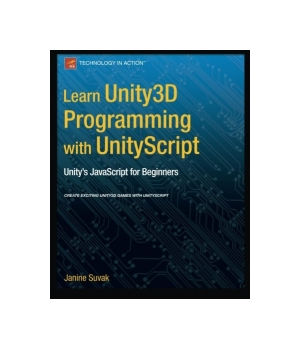 TECHNOLOGY IN ACTION™
Learn Unity3D
Programming
with UnityScript
Unity's JavaScript for Beginners
CREATE EXCITING UNITY3D GAMES WITH UNITYSCRIPT
Janine Suvak